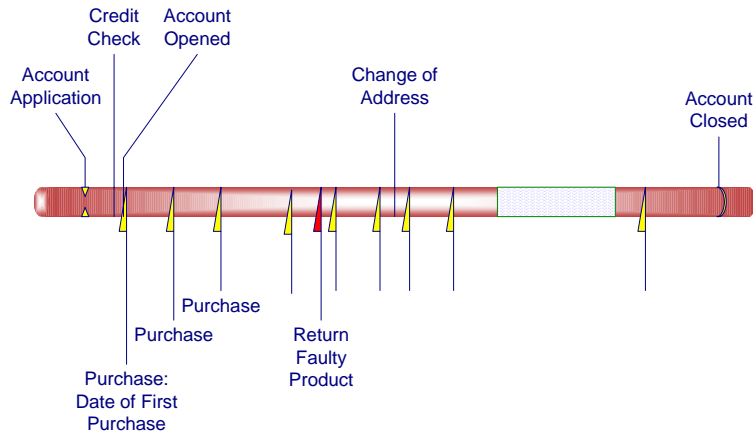 Credit
Check
Account
Opened
Account
Application
Change of
Address
Account
Closed
Purchase
Purchase
Return
Faulty
Product
Purchase:
Date of First
Purchase